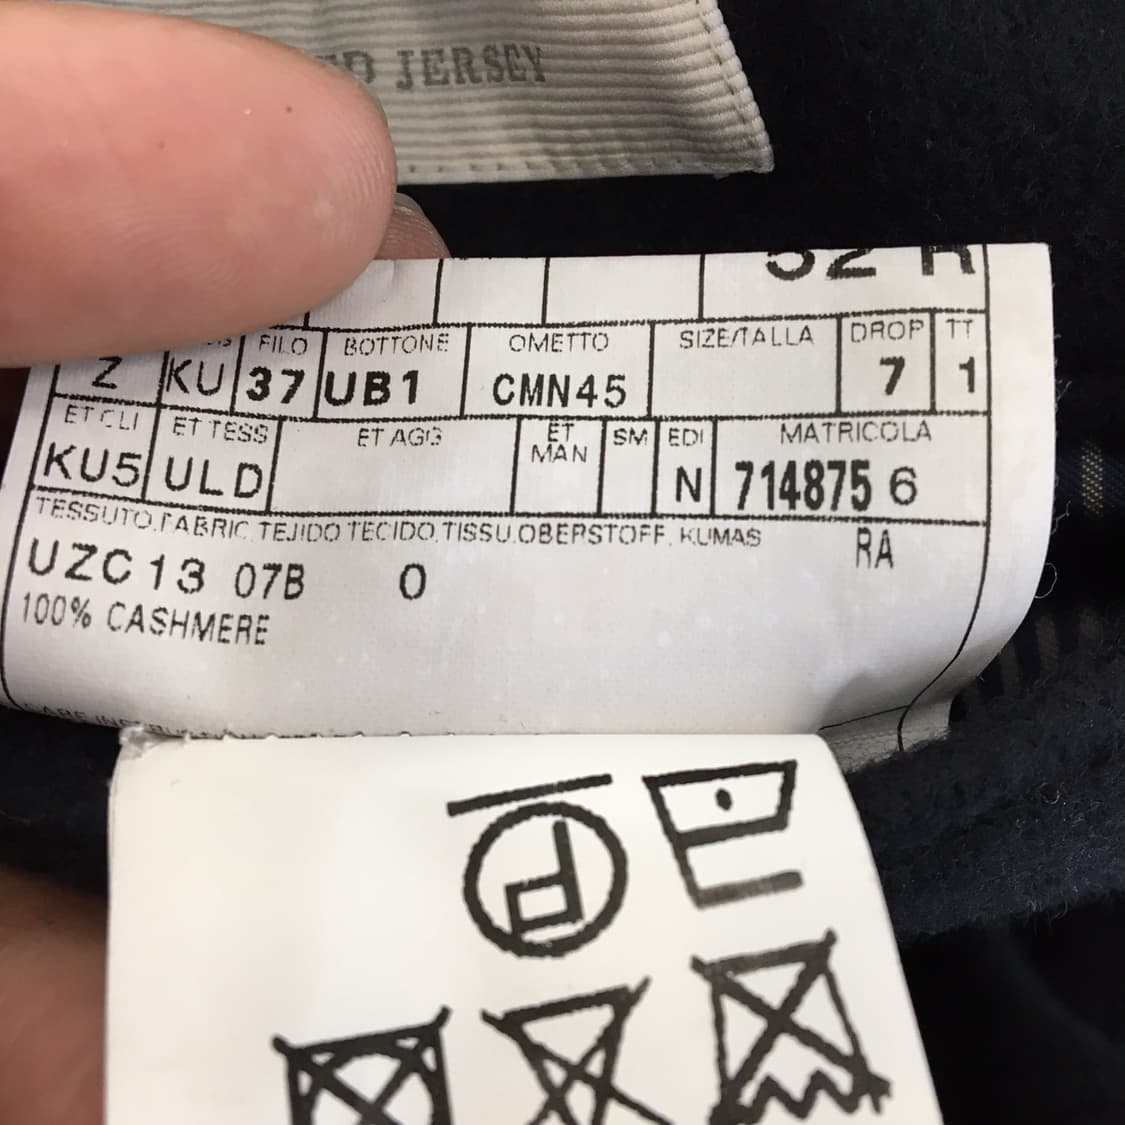 JERSEY
52 R
FILO BOTTONE OMETTO SIZE/TALLA DROP TT
Z KU 37 UB1 CMN45 7 1
ET CLI ET TESS ET AGG ET MAN SM EDI MATRICOLA
KU5 ULD N 714875 6
TESSUTO.FABRIC.TEJIDO TECIDO.TISSU.OBERSTOFF. KUMAS
RA
UZC 13 07B 0
100% CASHMERE
P